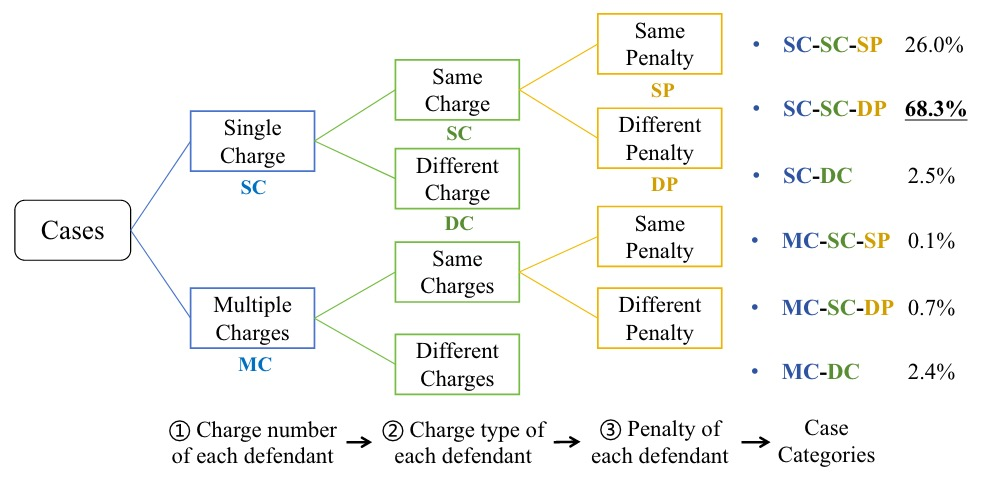 Cases
Single
Charge
SC
Multiple
Charges
MC
Same
Charge
SC
Different
Charge
DC
Same
Charges
Different
Charges
Same
Penalty
SP
Different
Penalty
DP
Same
Penalty
Different
Penalty
• SC-SC-SP 26.0%
• SC-SC-DP 68.3%
• SC-DC 2.5%
• MC-SC-SP 0.1%
• MC-SC-DP 0.7%
• MC-DC 2.4%
① Charge number
of each defendant
② Charge type of
each defendant
③ Penalty of
each defendant
Case
Categories